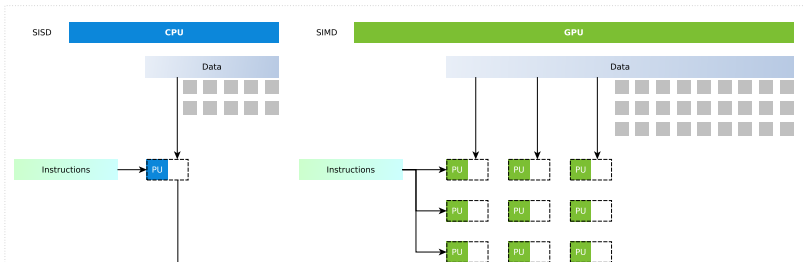 SISD CPU SIMD GPU
Data Data
Instructions PU Instructions PU PU PU
PU PU PU
PU PU PU